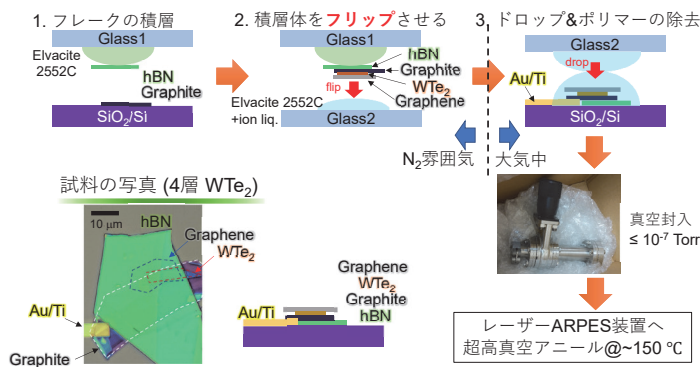 1. フレークの積層
Glass1
Elvacite
2552C
hBN
Graphite
SiO2/Si
2. 積層体をフリップさせる
Glass1
hBN
Graphite
WTe2
Graphene
flip
Elvacite 2552C
+ion liq.
Glass2
3. ドロップ&ポリマーの除去
Glass2
drop
Au/Ti
SiO2/Si
N2雰囲気
大気中
試料の写真 (4層 WTe2)
10 μm
hBN
Graphene
WTe2
Au/Ti
Graphite
Graphene
WTe2
Graphite
hBN
Au/Ti
真空封入
≤ 10-7 Torr
レーザーARPES装置へ
超高真空アニール@~150 ℃